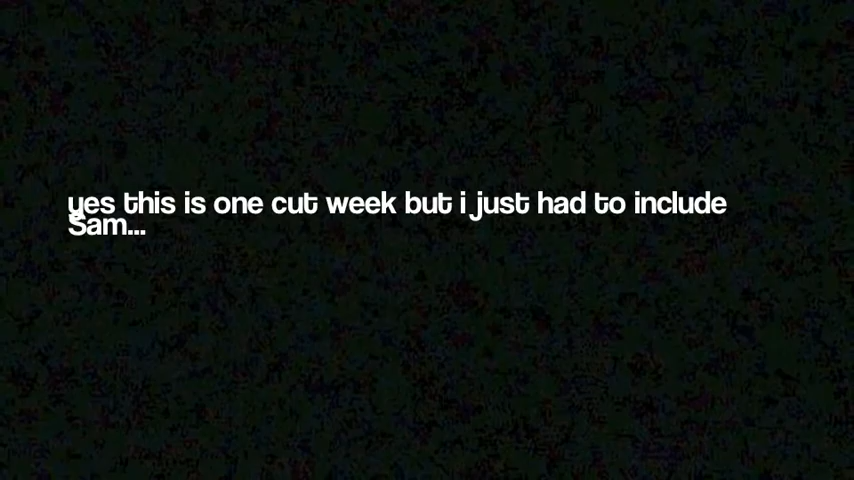 yes this is one cut week but i just had to include
Sam...